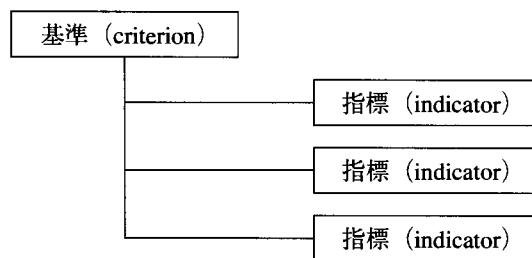 基準（criterion）
指標（indicator）
指標（indicator）
指標（indicator）